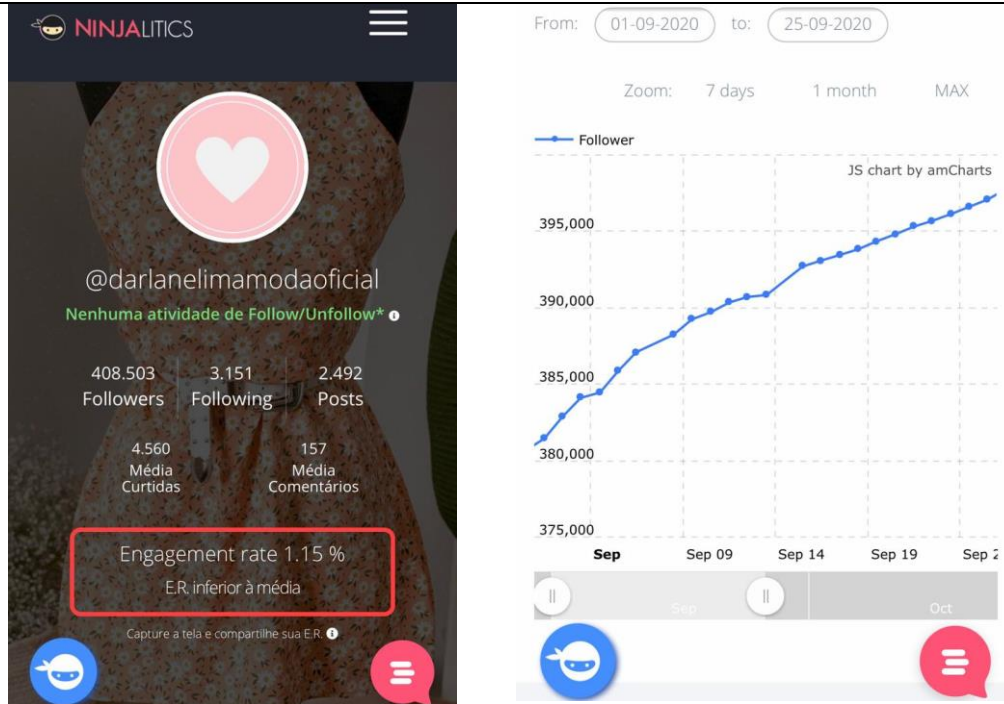 NINJALITICS
@darlanelimamodaoficial
Nenhuma atividade de Follow/Unfollow*
408.503 3.151 2.492
Followers Following Posts
4.560 157
Média Média
Curtidas Comentários
Engagement rate 1.15 %
E.R. inferior à média
Capture a tela e compartilhe sua E.R.
From: 01-09-2020 to: 25-09-2020
Zoom: 7 days 1 month MAX
Follower
JS chart by amCharts
395,000
390,000
385,000
380,000
375,000
Sep Sep 09 Sep 14 Sep 19 Sep
Sep Oct